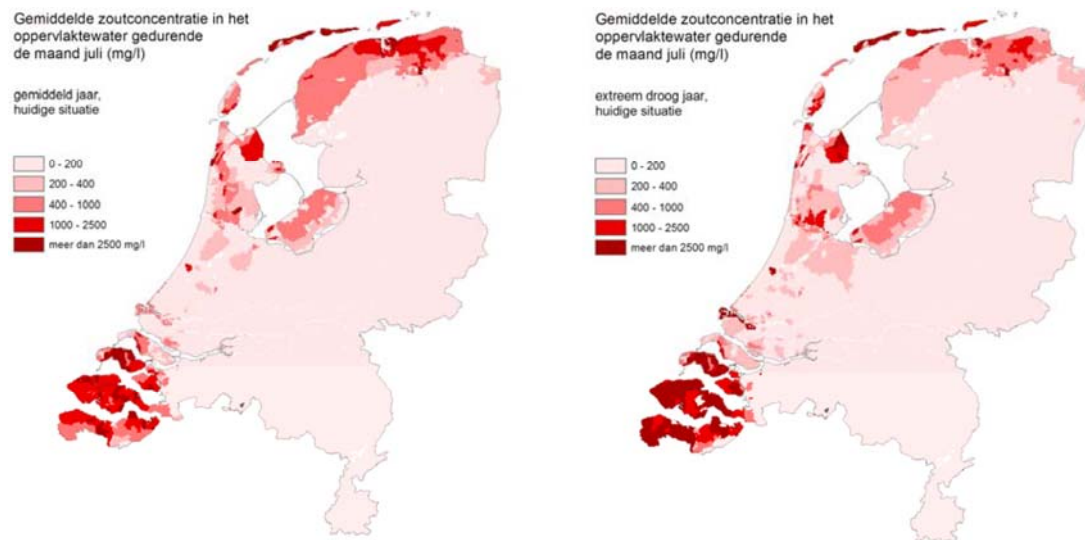 Gemiddelde zoutconcentratie in het
oppervlaktewater gedurende
de maand juli (mg/l)
gemiddeld jaar,
huidige situatie
0 - 200
200 - 400
400 - 1000
1000 - 2500
meer dan 2500 mg/l
Gemiddelde zoutconcentratie in het
oppervlaktewater gedurende
de maand juli (mg/l)
extreem droog jaar,
huidige situatie
0 - 200
200 - 400
400 - 1000
1000 - 2500
meer dan 2500 mg/l